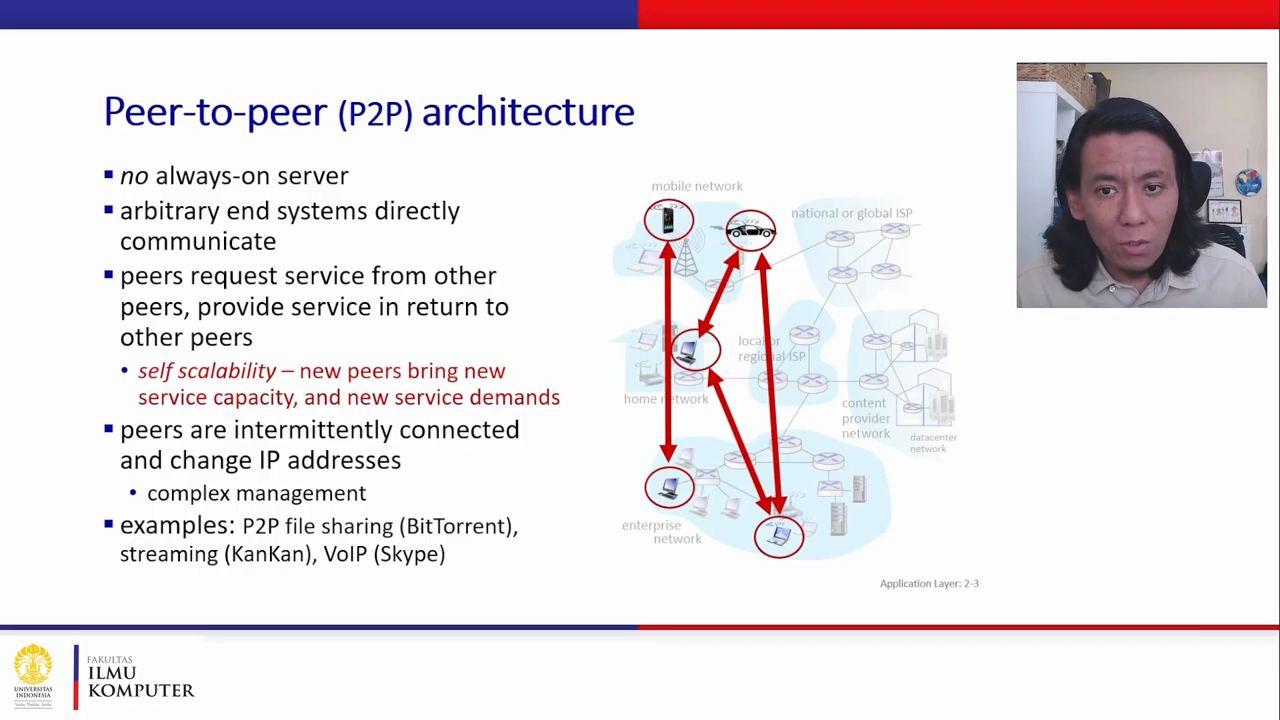 Peer-to-peer (P2P) architecture
no always-on server
arbitrary end systems directly
communicate
peers request service from other
peers, provide service in return to
other peers
self scalability – new peers bring new
service capacity, and new service demands
peers are intermittently connected
and change IP addresses
complex management
examples: P2P file sharing (BitTorrent),
streaming (KanKan), VoIP (Skype)
mobile network
national or global ISP
local or
regional ISP
home network
content
provider
network
datacenter
network
enterprise
network
Application Layer: 2-3
UNIVERSITAS
INDONESIA
FAKULTAS
ILMU
KOMPUTER